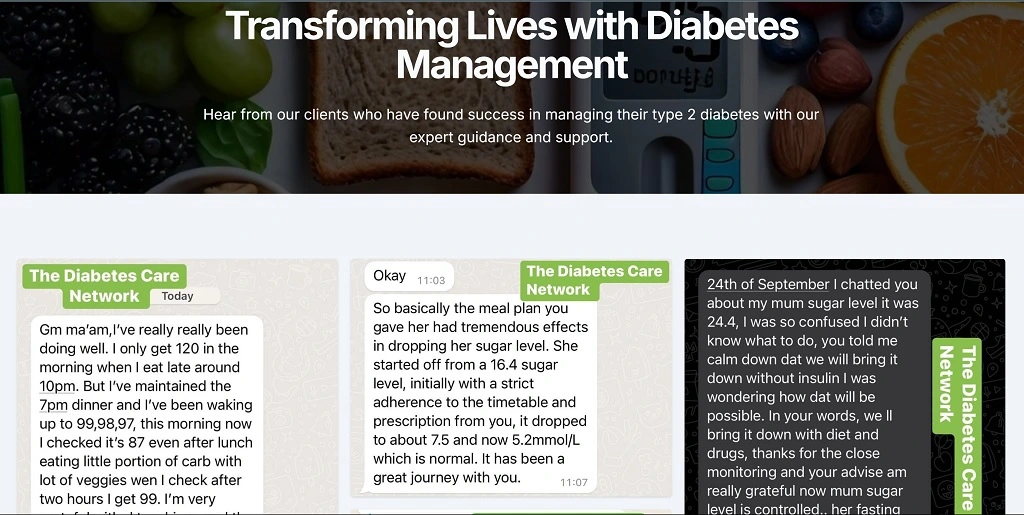 Transforming Lives with Diabetes
Management
Hear from our clients who have found success in managing their type 2 diabetes with our
expert guidance and support.
The Diabetes Care
Network
Today
Gm ma'am,I've really really been
doing well. I only get 120 in the
morning when I eat late around
10pm. But I've maintained the
7pm dinner and I've been waking
up to 99,98,97, this morning now
I checked it's 87 even after lunch
eating little portion of carb with
lot of veggies wen I check after
two hours I get 99. I'm very
Okay
11:03
The Diabetes Care
Network
So basically the meal plan you
gave her had tremendous effects
in dropping her sugar level. She
started off from a 16.4 sugar
level, initially with a strict
adherence to the timetable and
prescription from you, it dropped
to about 7.5 and now 5.2mmol/L
which is normal. It has been a
great journey with you.
11:07
24th of September I chatted you
about my mum sugar level it was
24.4, I was so confused I didn't
know what to do, you told me
calm down dat we will bring it
down without insulin I was
wondering how dat will be
possible. In your words, we ll
bring it down with diet and
drugs, thanks for the close
monitoring and your advise am
really grateful now mum sugar
level is controlled.. her fasting
The Diabetes Care
Network